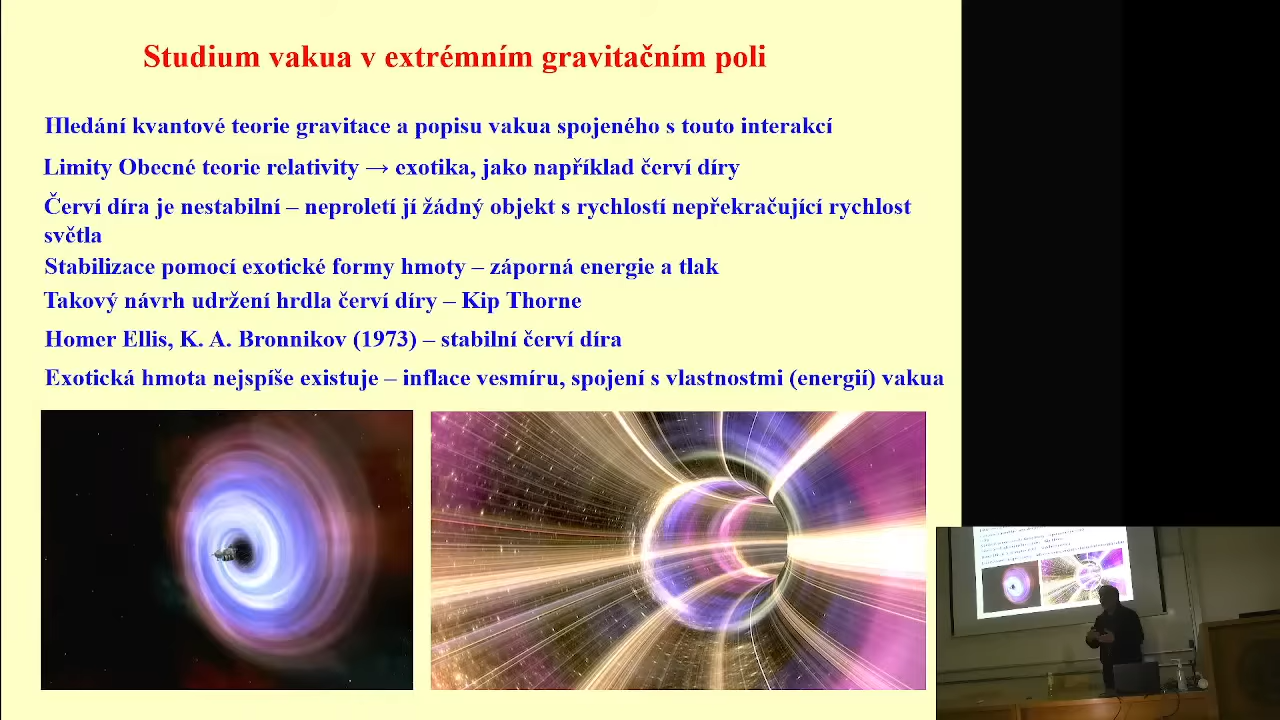 Studium vakua v extrémním gravitačním poli
Hledání kvantové teorie gravitace a popisu vakua spojeného s touto interakcí
Limity Obecné teorie relativity → exotika, jako například červí díry
Červí díra je nestabilní – neproletí jí žádný objekt s rychlostí nepřekračující rychlost
světla
Stabilizace pomocí exotické formy hmoty – záporná energie a tlak
Takový návrh udržení hrdla červí díry – Kip Thorne
Homer Ellis, K. A. Bronnikov (1973) – stabilní červí díra
Exotická hmota nejspíše existuje – inflace vesmíru, spojení s vlastnostmi (energií) vakua